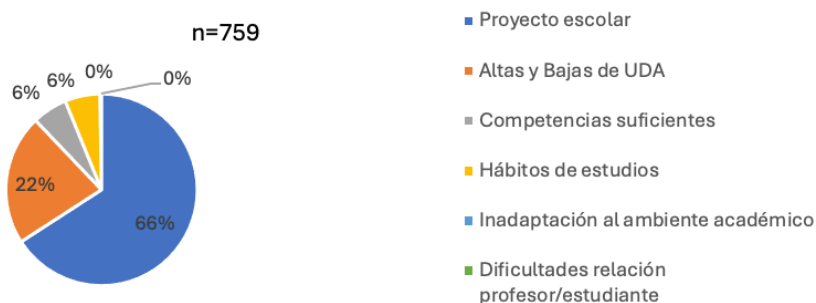 n=759
0%
6%
0%
6%
22%
66%
Proyecto escolar
Altas y Bajas de UDA
Competencias suficientes
Hábitos de estudios
Inadaptación al ambiente académico
Dificultades relación
profesor/estudiante